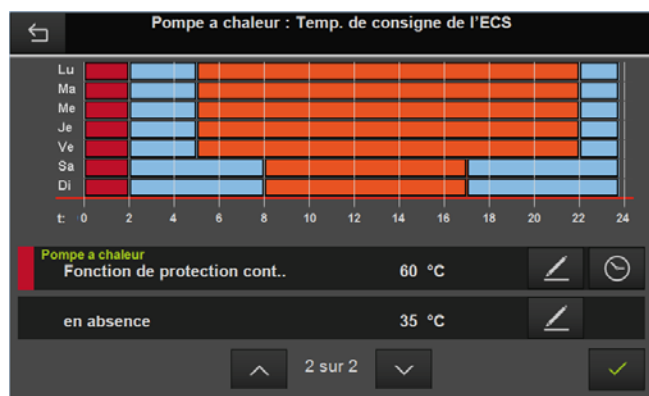 Pompe a chaleur : Temp. de consigne de l'ECS
Lu
Ma
Me
Je
Ve
Sa
Di
t: 0 2 4 6 8 10 12 14 16 18 20 22 24
Pompe a chaleur
Fonction de protection cont.. 60 °C
en absence 35 °C
2 sur 2